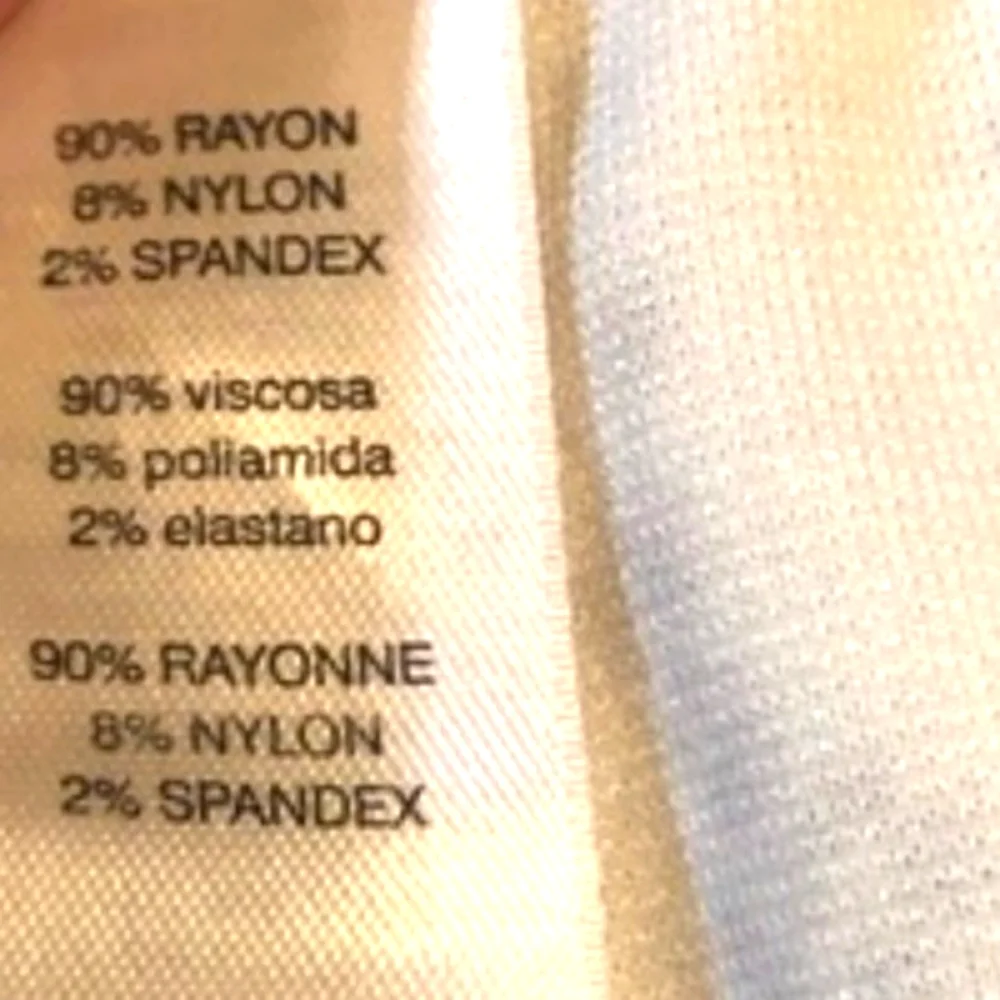 90% RAYON
8% NYLON
2% SPANDEX
90% viscosa
8% poliamida
2% elastano
90% RAYONNE
8% NYLON
2% SPANDEX